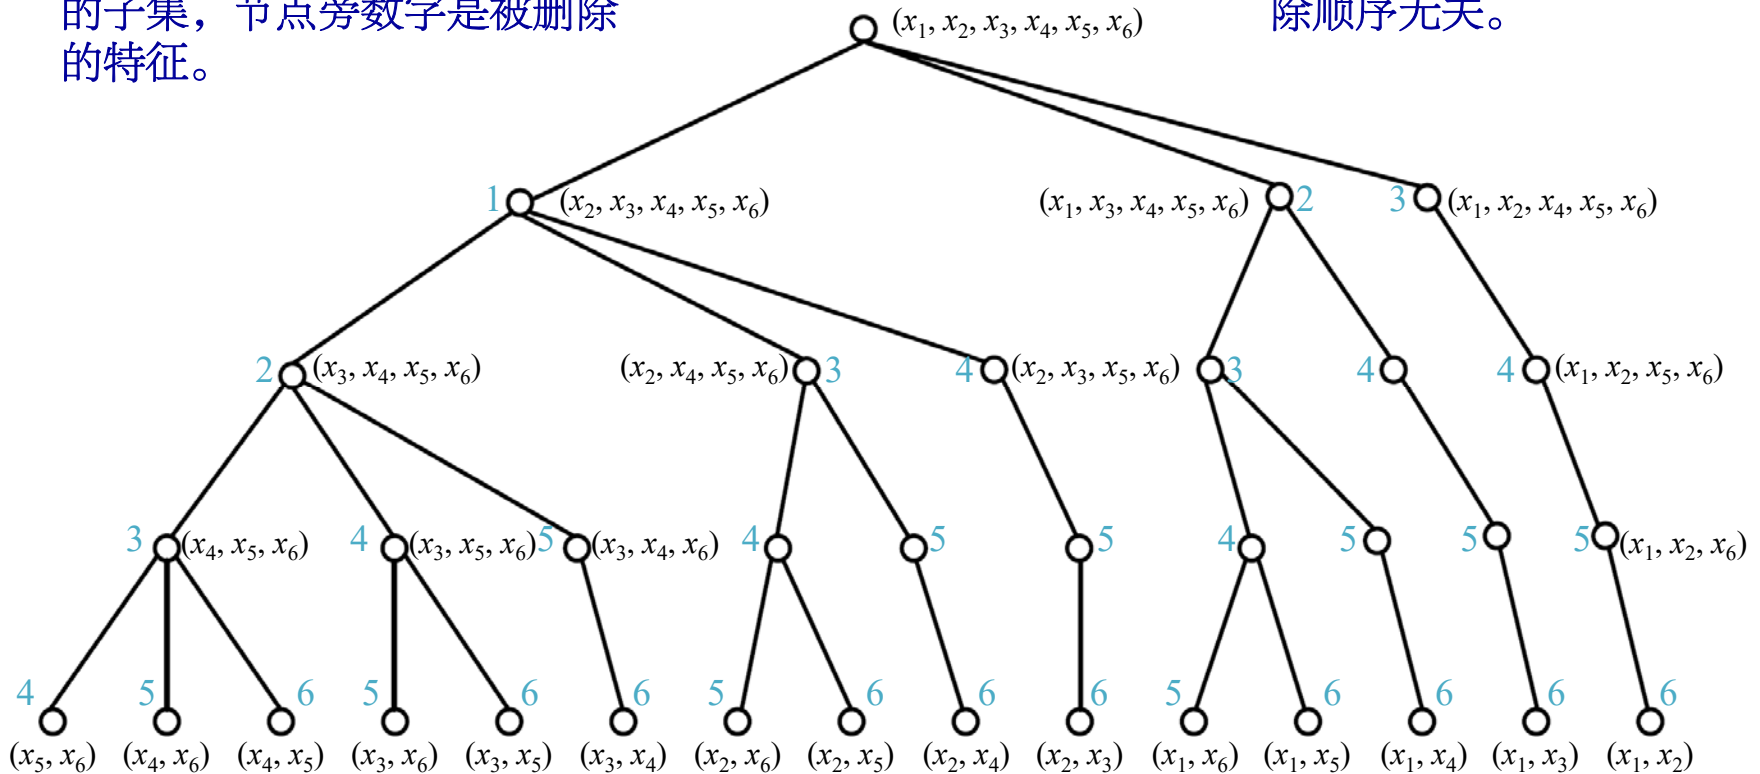 的子集，节点旁数字是被删除
的特征。
除顺序无关。
(x₁, x₂, x₃, x₄, x₅, x₆)
1 (x₂, x₃, x₄, x₅, x₆) (x₁, x₃, x₄, x₅, x₆) 2 3 (x₁, x₂, x₄, x₅, x₆)
2 (x₃, x₄, x₅, x₆) (x₂, x₄, x₅, x₆) 3 4 (x₂, x₃, x₅, x₆) 3 4 4 (x₁, x₂, x₅, x₆)
3 (x₄, x₅, x₆) 4 (x₃, x₅, x₆) 5 (x₃, x₄, x₆) 4 5 5 4 5 5 5 (x₁, x₂, x₆)
4 5 6 5 6 6 5 6 6 6 5 6 6 6 6
(x₅, x₆) (x₄, x₆) (x₄, x₅) (x₃, x₆) (x₃, x₅) (x₃, x₄) (x₂, x₆) (x₂, x₅) (x₂, x₄) (x₂, x₃) (x₁, x₆) (x₁, x₅) (x₁, x₄) (x₁, x₃) (x₁, x₂)